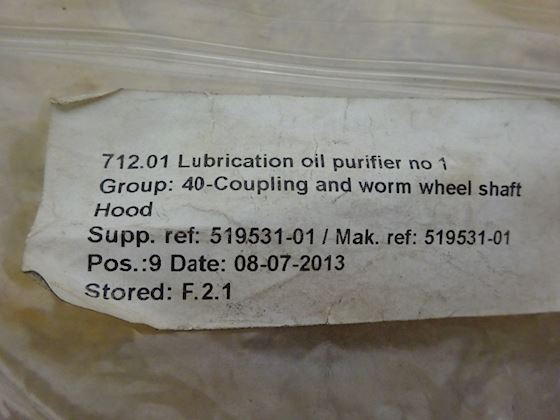 712.01 Lubrication oil purifier no 1
Group: 40-Coupling and worm wheel shaft
Hood
Supp. ref: 519531-01 / Mak. ref: 519531-01
Pos.:9 Date: 08-07-2013
Stored: F.2.1